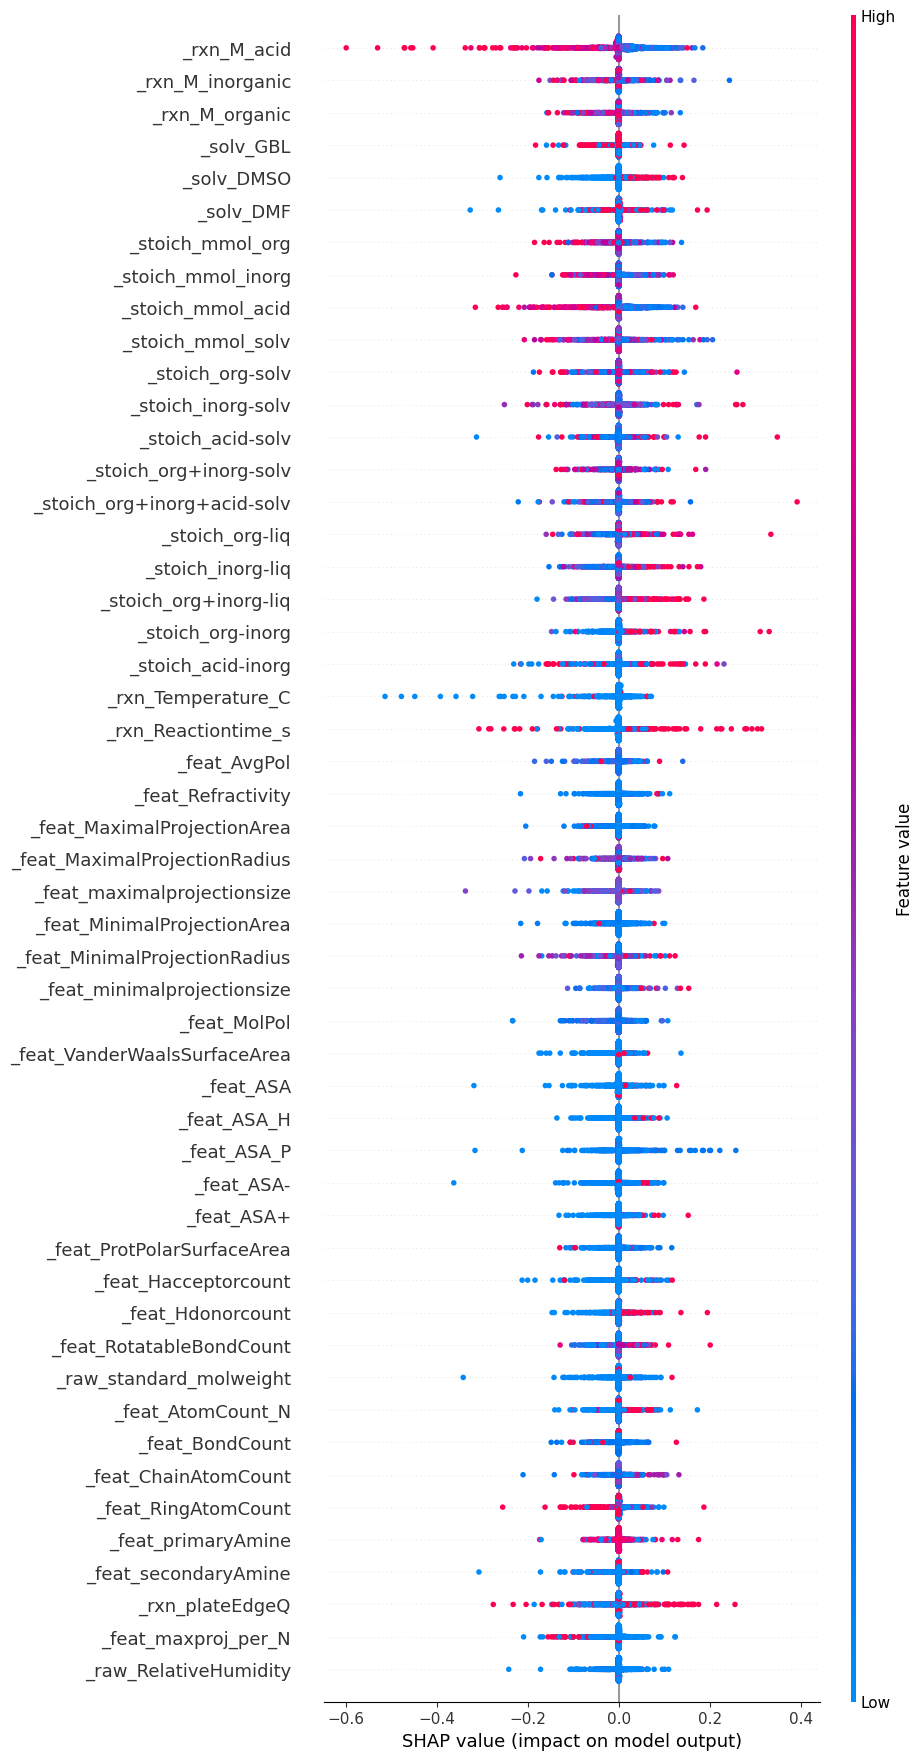 High
_rxn_M_acid
_rxn_M_inorganic
_rxn_M_organic
_solv_GBL
_solv_DMSO
_solv_DMF
_stoich_mmol_org
_stoich_mmol_inorg
_stoich_mmol_acid
_stoich_mmol_solv
_stoich_org-solv
_stoich_inorg-solv
_stoich_acid-solv
_stoich_org+inorg-solv
_stoich_org+inorg+acid-solv
_stoich_org-liq
_stoich_inorg-liq
_stoich_org+inorg-liq
_stoich_org-inorg
_stoich_acid-inorg
_rxn_Temperature_C
_rxn_Reactiontime_s
_feat_AvgPol
_feat_Refractivity
_feat_MaximalProjectionArea
_feat_MaximalProjectionRadius
_feat_maximalprojectionsize
_feat_MinimalProjectionArea
_feat_MinimalProjectionRadius
_feat_minimalprojectionsize
_feat_MolPol
_feat_VanderWaalsSurfaceArea
_feat_ASA
_feat_ASA_H
_feat_ASA_P
_feat_ASA-
_feat_ASA+
_feat_ProtPolarSurfaceArea
_feat_Hacceptorcount
_feat_Hdonorcount
_feat_RotatableBondCount
_raw_standard_molweight
_feat_AtomCount_N
_feat_BondCount
_feat_ChainAtomCount
_feat_RingAtomCount
_feat_primaryAmine
_feat_secondaryAmine
_rxn_plateEdgeQ
_feat_maxproj_per_N
_raw_RelativeHumidity
Feature value
Low
−0.6 −0.4 −0.2 0.0 0.2 0.4
SHAP value (impact on model output)